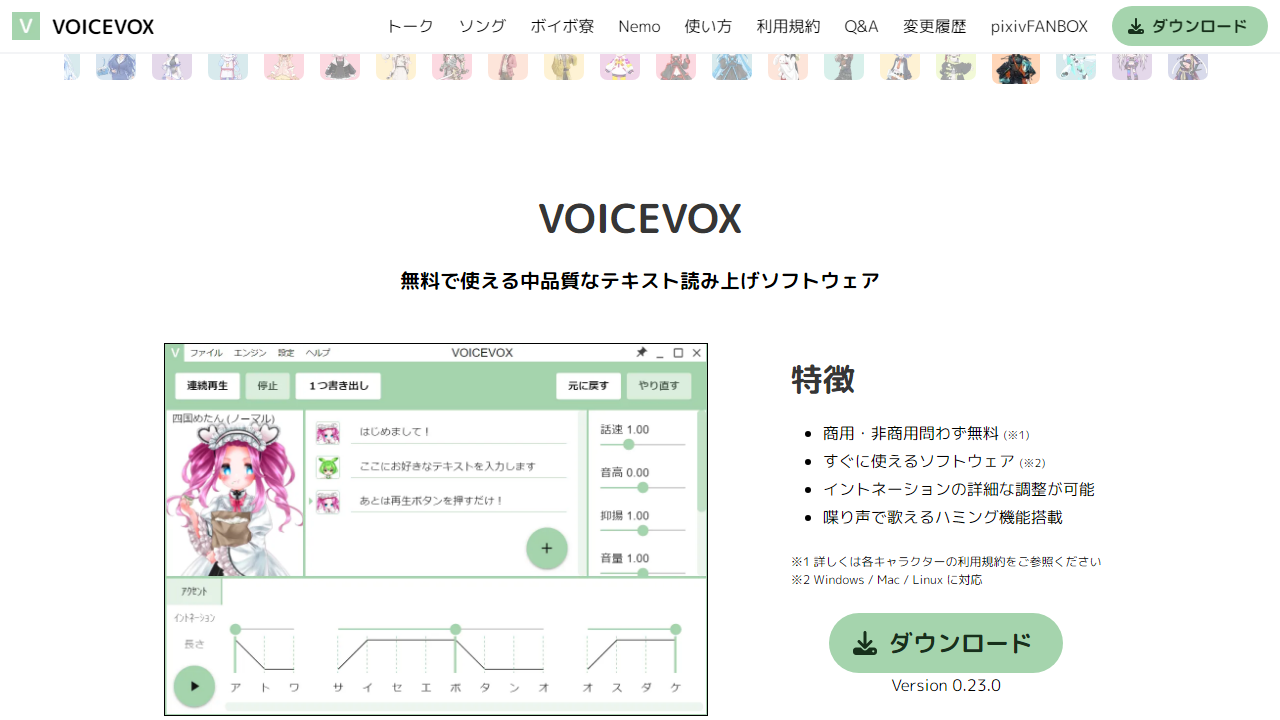 V VOICEVOX トーク ソング ボイボ寮 Nemo 使い方 利用規約 Q&A 変更履歴 pixivFANBOX ダウンロード
VOICEVOX
無料で使える中品質なテキスト読み上げソフトウェア
V ファイル エンジン 設定 ヘルプ VOICEVOX
連続再生 停止 1つ書き出し 元に戻す やり直す
四国めたん (ノーマル)
はじめまして！
ここにお好きなテキストを入力します
あとは再生ボタンを押すだけ！
話速 1.00
音高 0.00
抑揚 1.00
音量 1.00
アクセント
イントネーション
長さ
ア ト ワ サ イ セ エ ボ タ ン オ オ ス ダ ケ
特徴
商用・非商用問わず無料 (※1)
すぐに使えるソフトウェア (※2)
イントネーションの詳細な調整が可能
喋り声で歌えるハミング機能搭載
※1 詳しくは各キャラクターの利用規約をご参照ください
※2 Windows / Mac / Linux に対応
ダウンロード
Version 0.23.0